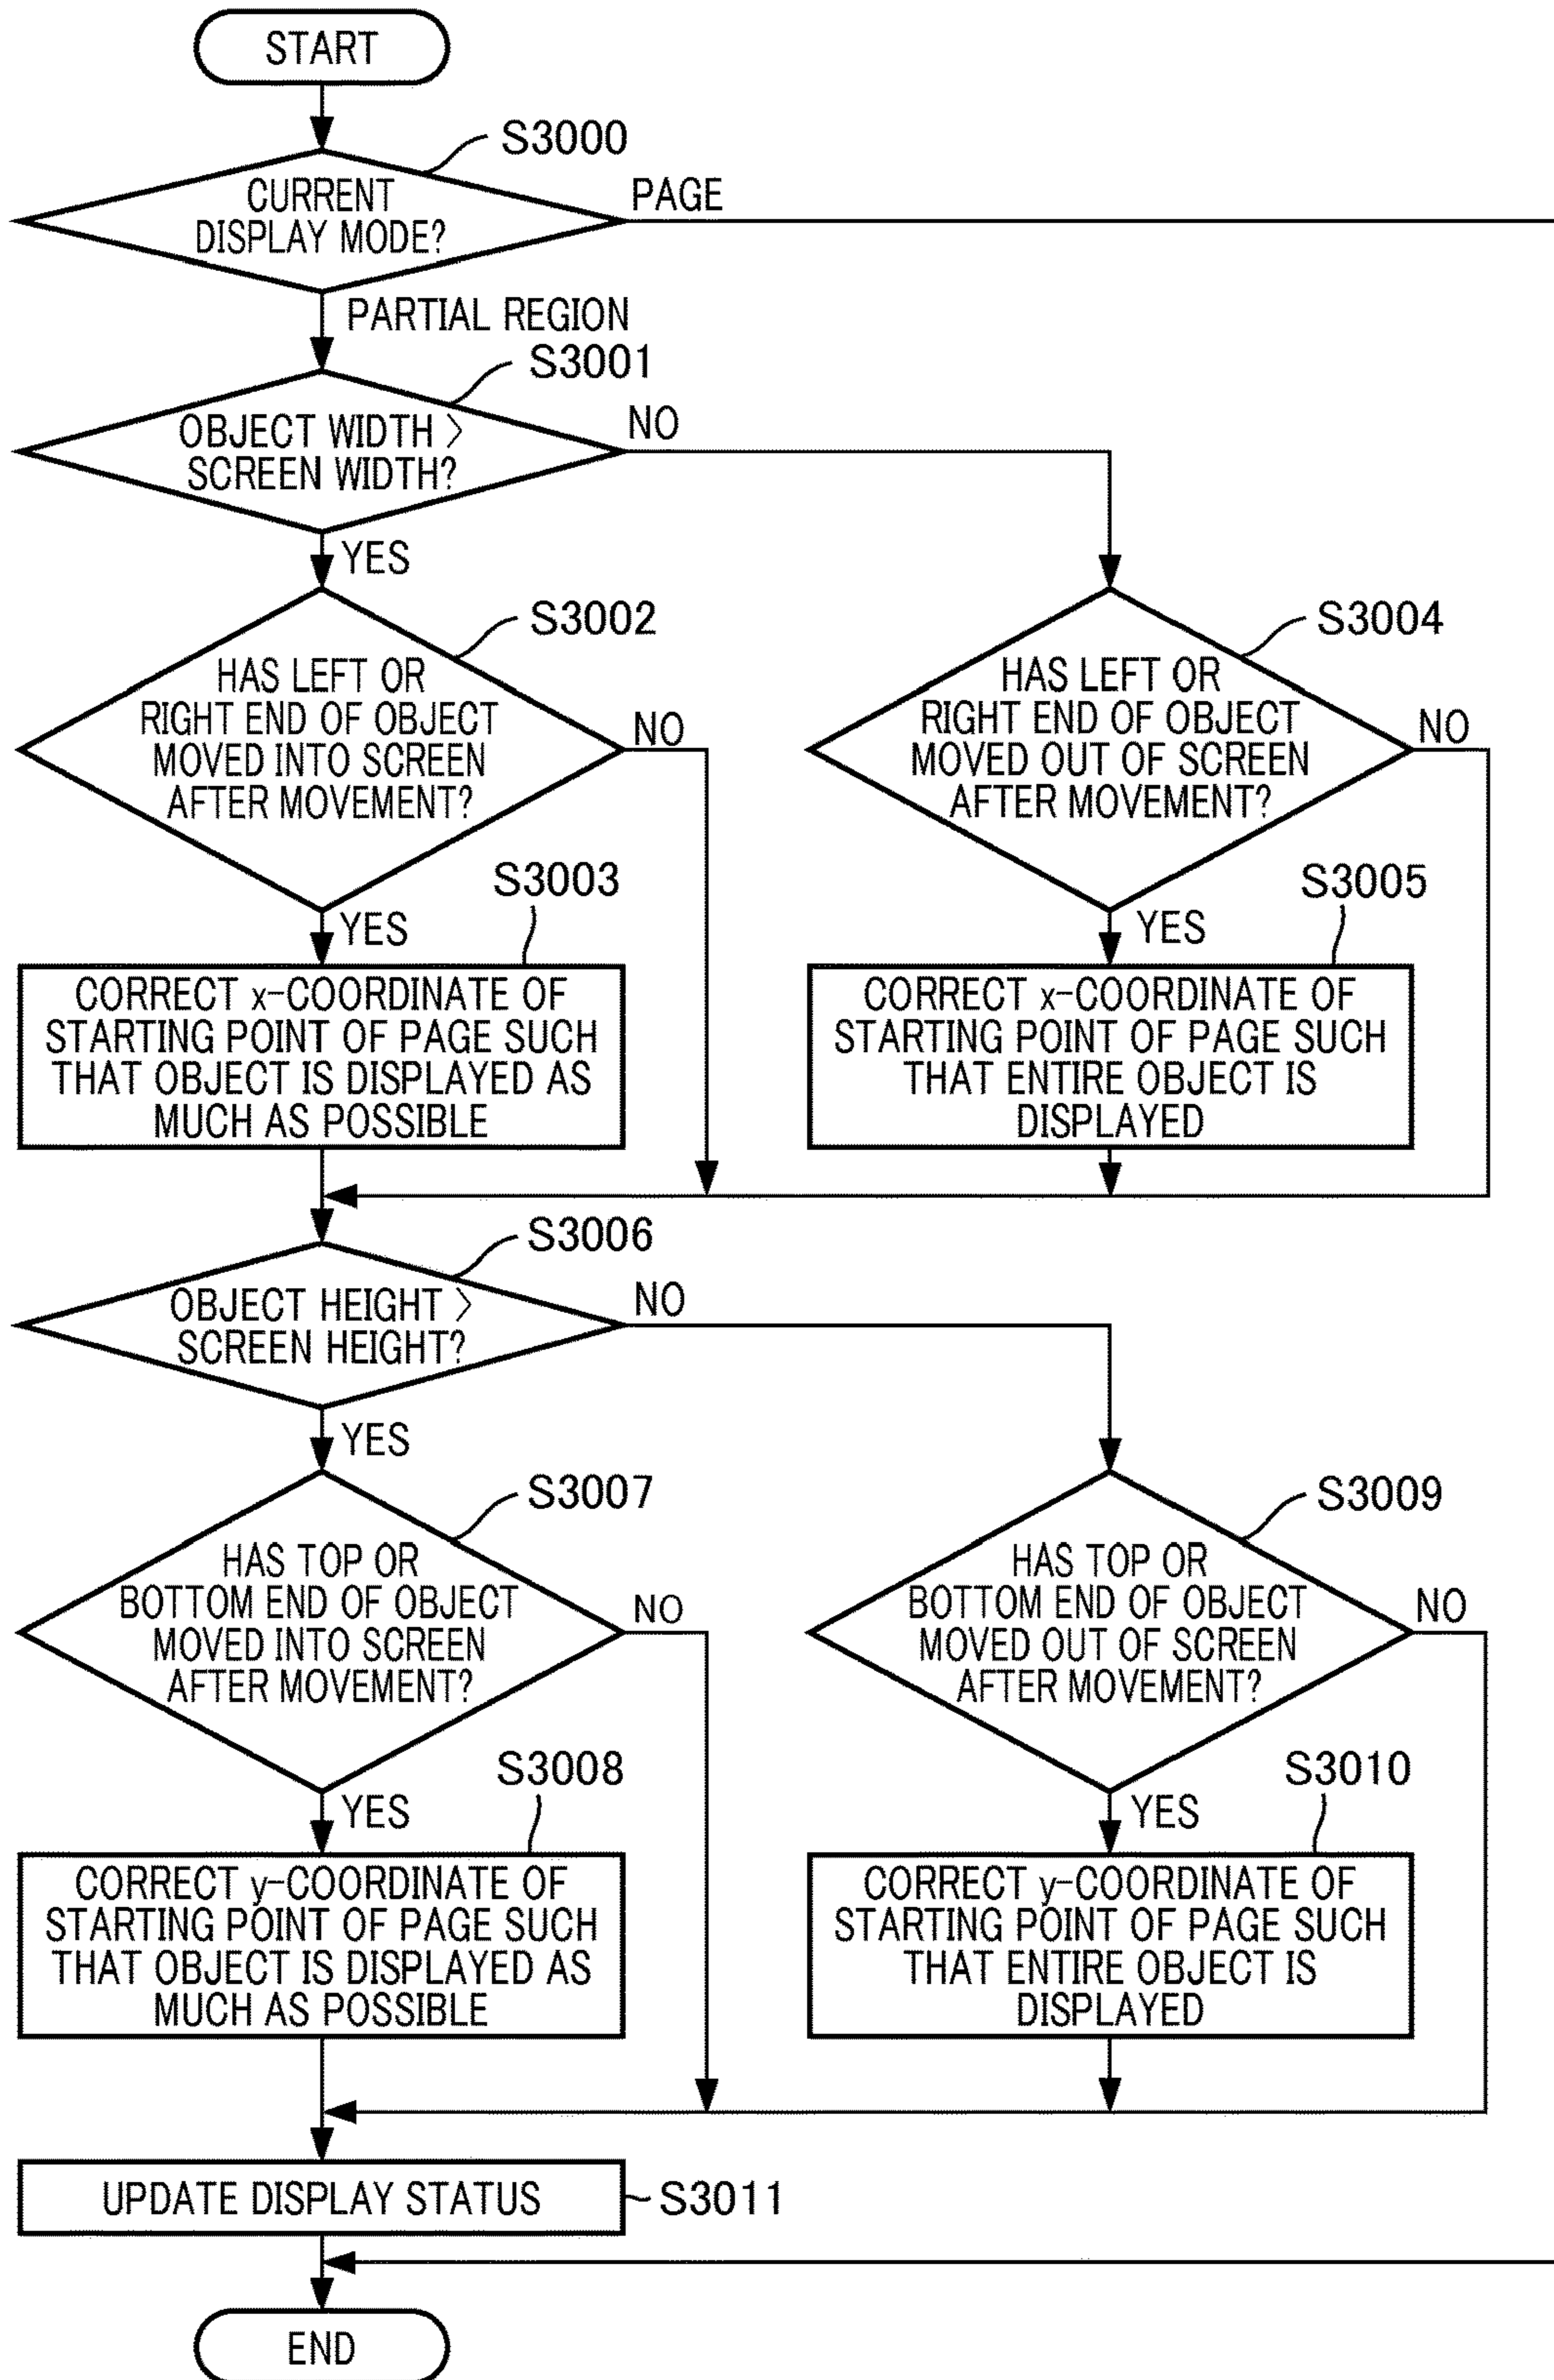 START
S3000
CURRENT
DISPLAY MODE?
PAGE
PARTIAL REGION
S3001
OBJECT WIDTH >
SCREEN WIDTH?
NO
YES
S3002
HAS LEFT OR
RIGHT END OF OBJECT
MOVED INTO SCREEN
AFTER MOVEMENT?
NO
S3004
HAS LEFT OR
RIGHT END OF OBJECT
MOVED OUT OF SCREEN
AFTER MOVEMENT?
NO
YES
S3003
CORRECT x-COORDINATE OF
STARTING POINT OF PAGE SUCH
THAT OBJECT IS DISPLAYED AS
MUCH AS POSSIBLE
YES
S3005
CORRECT x-COORDINATE OF
STARTING POINT OF PAGE SUCH
THAT ENTIRE OBJECT IS
DISPLAYED
S3006
OBJECT HEIGHT >
SCREEN HEIGHT?
NO
YES
S3007
HAS TOP OR
BOTTOM END OF OBJECT
MOVED INTO SCREEN
AFTER MOVEMENT?
NO
S3009
HAS TOP OR
BOTTOM END OF OBJECT
MOVED OUT OF SCREEN
AFTER MOVEMENT?
NO
YES
S3008
CORRECT y-COORDINATE OF
STARTING POINT OF PAGE SUCH
THAT OBJECT IS DISPLAYED AS
MUCH AS POSSIBLE
YES
S3010
CORRECT y-COORDINATE OF
STARTING POINT OF PAGE SUCH
THAT ENTIRE OBJECT IS
DISPLAYED
UPDATE DISPLAY STATUS
S3011
END